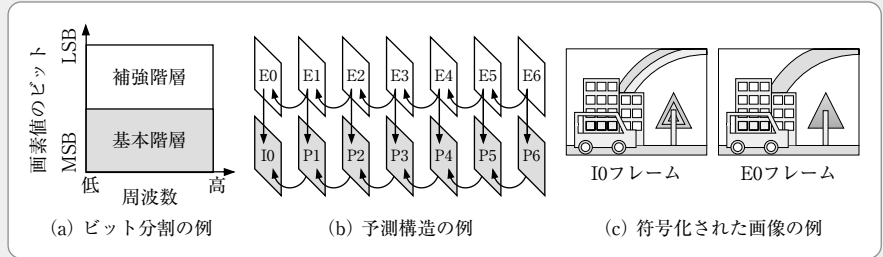 画素値のビット
MSB
LSB
補強階層
基本階層
低
周波数
高
(a) ビット分割の例
E0 E1 E2 E3 E4 E5 E6
I0 P1 P2 P3 P4 P5 P6
(b) 予測構造の例
I0フレーム
E0フレーム
(c) 符号化された画像の例